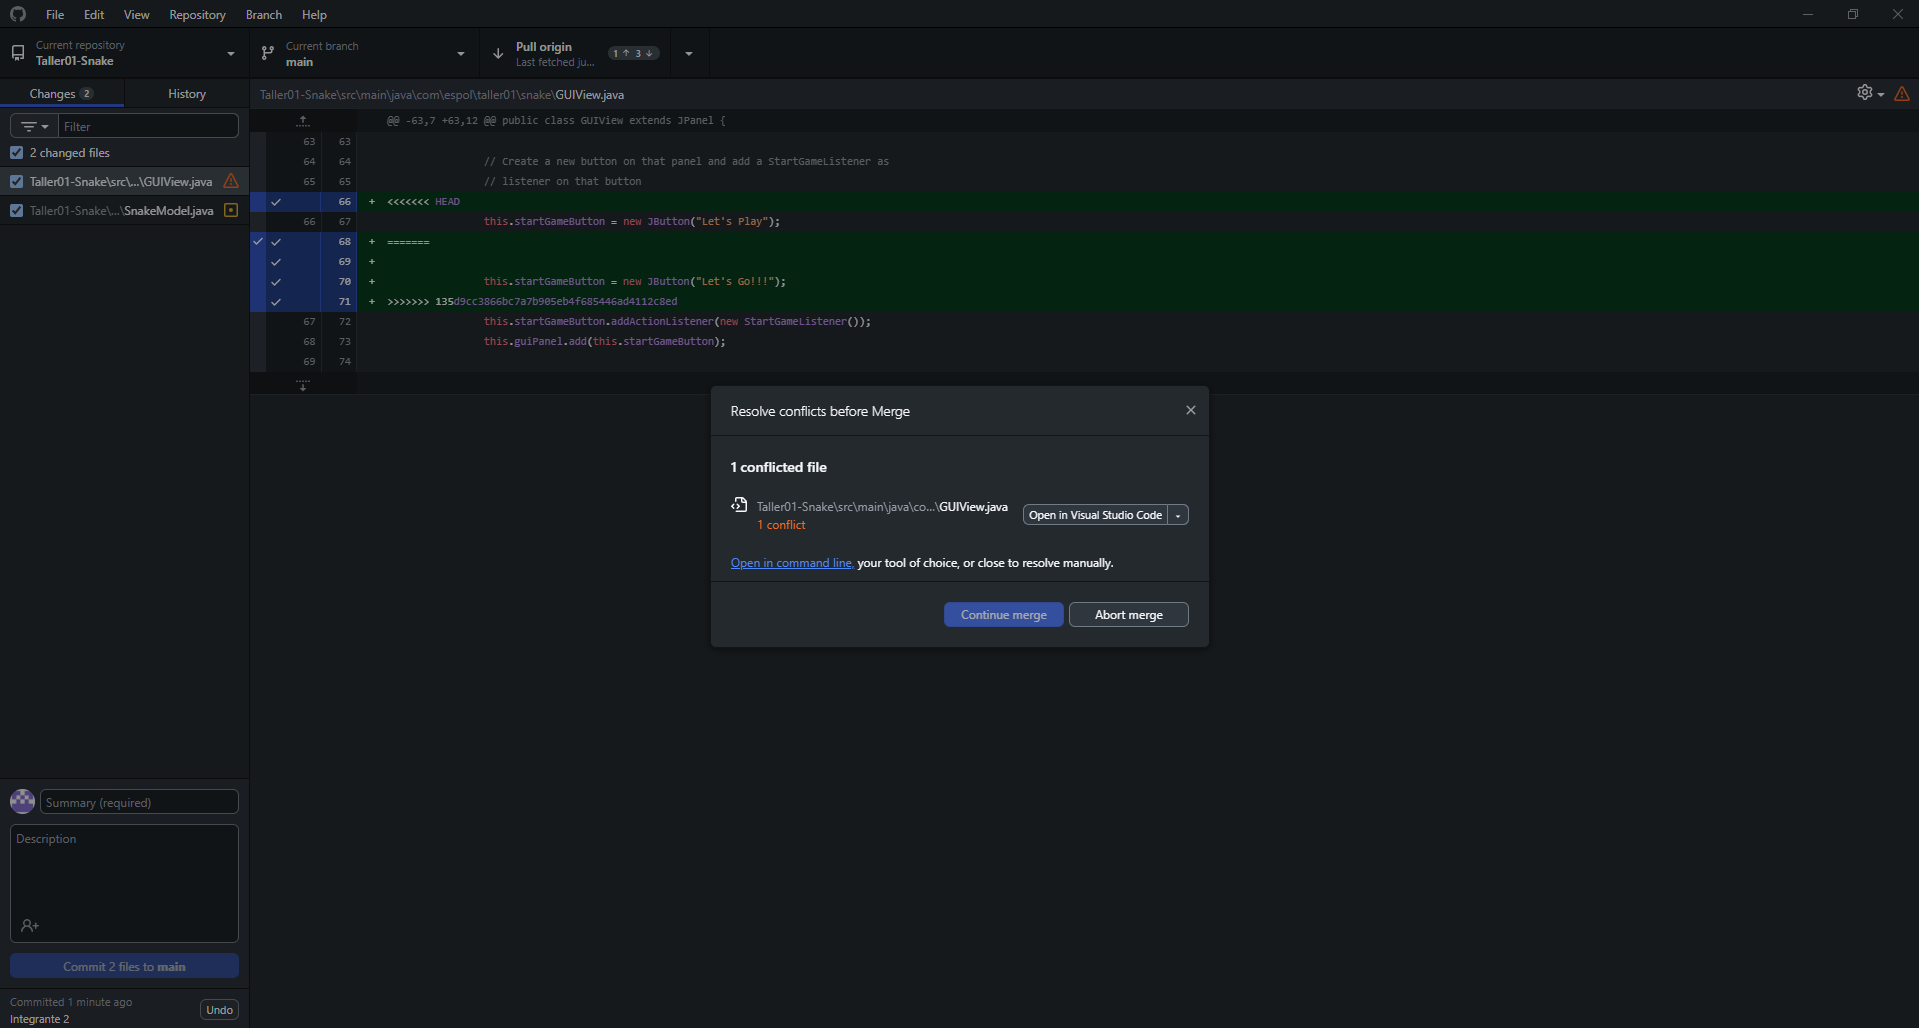 File Edit View Repository Branch Help
Current repository
Taller01-Snake
Current branch
main
Pull origin
Last fetched ju...
1 ↑ 3 ↓
Changes 2
History
Filter
2 changed files
Taller01-Snake\src\...\GUIView.java
Taller01-Snake\...\SnakeModel.java
Taller01-Snake\src\main\java\com\espol\taller01\snake\GUIView.java
@@ -63,7 +63,12 @@ public class GUIView extends JPanel {
63 63
64 64 // Create a new button on that panel and add a StartGameListener as
65 65 // listener on that button
66 + <<<<<<< HEAD
66 67 this.startGameButton = new JButton("Let's Play");
68 + =======
69 +
70 + this.startGameButton = new JButton("Let's Go!!!");
71 + >>>>>>> 135d9cc3866bc7a7b905eb4f685446ad4112c8ed
67 72 this.startGameButton.addActionListener(new StartGameListener());
68 73 this.guiPanel.add(this.startGameButton);
69 74
Resolve conflicts before Merge
1 conflicted file
Taller01-Snake\src\main\java\co...\GUIView.java
1 conflict
Open in Visual Studio Code
Open in command line, your tool of choice, or close to resolve manually.
Continue merge
Abort merge
Summary (required)
Description
Commit 2 files to main
Committed 1 minute ago
Integrante 2
Undo